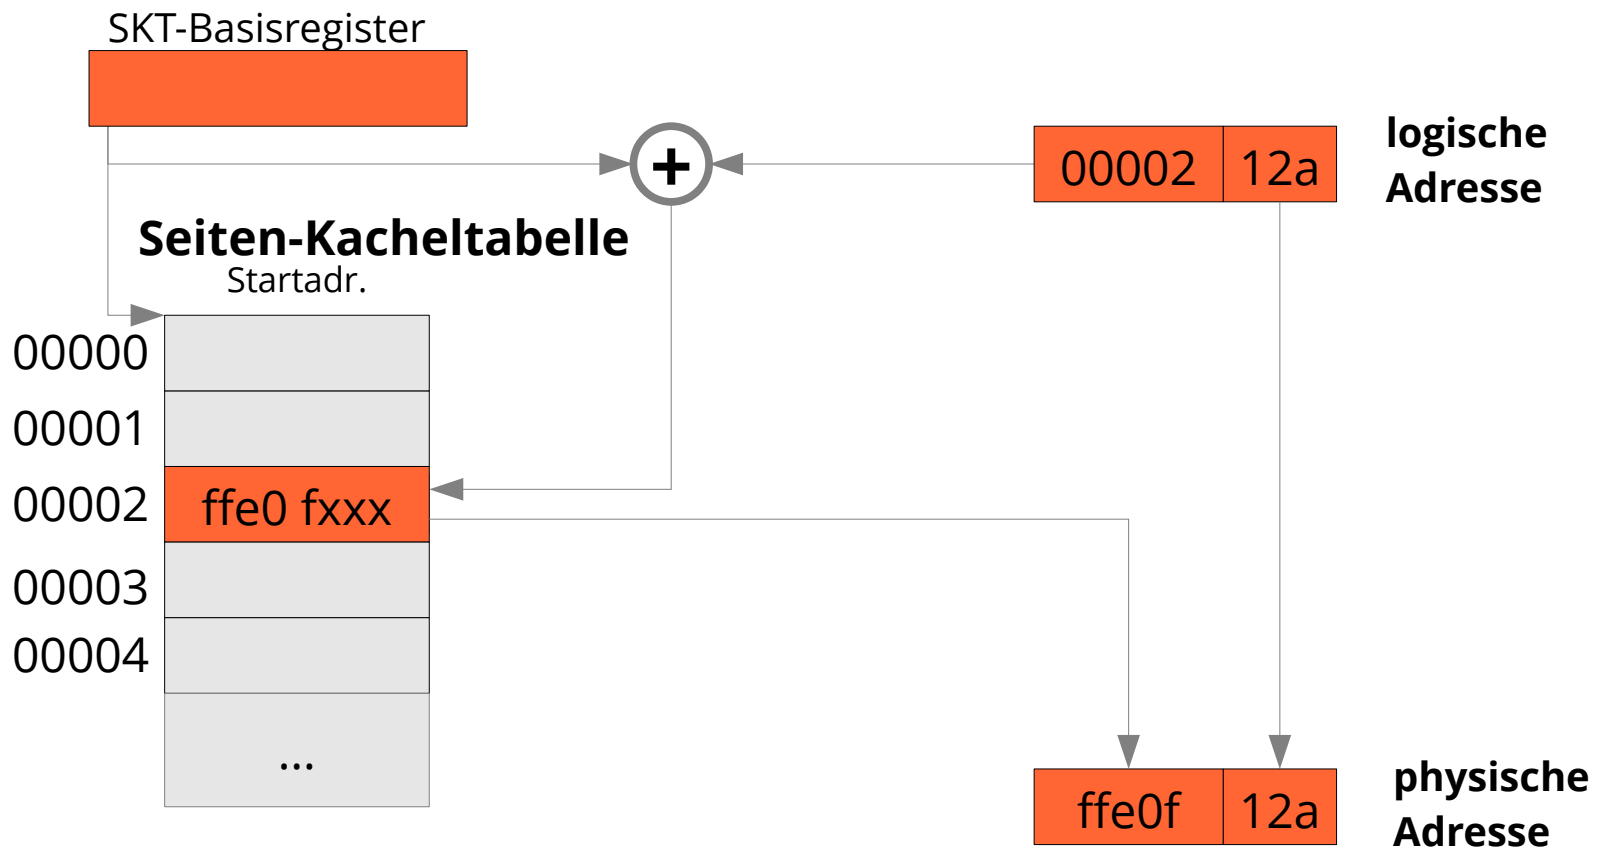 SKT-Basisregister
+
00002 12a
logische
Adresse
Seiten-Kacheltabelle
Startadr.
00000
00001
00002 ffe0 fxxx
00003
00004
...
ffe0f 12a
physische
Adresse